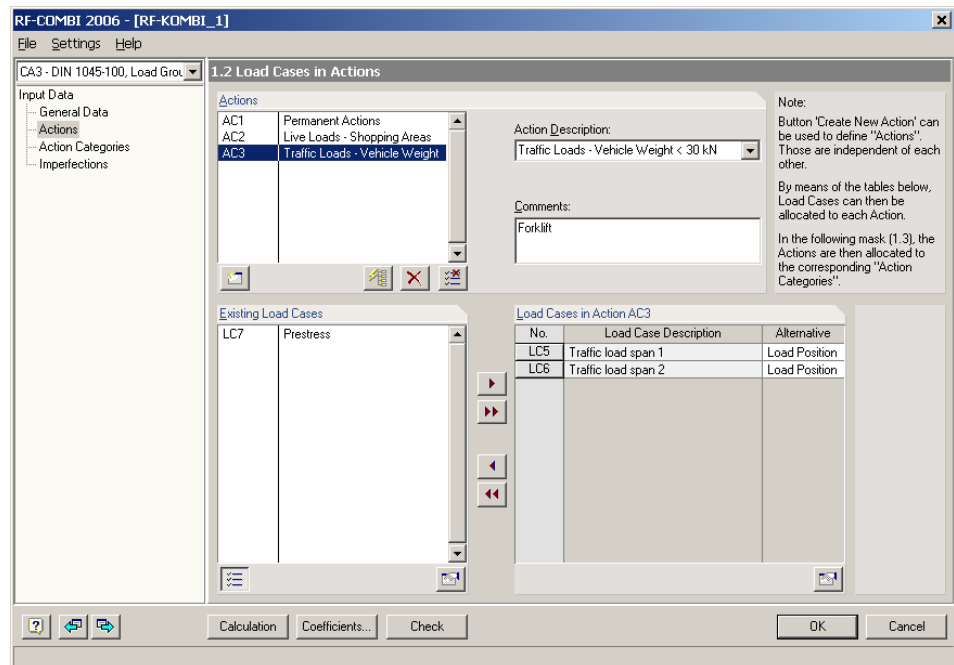 RF-COMBI 2006 - [RF-KOMBI_1]
File Settings Help
CA3 - DIN 1045-100, Load Grou
1.2 Load Cases in Actions
Input Data
General Data
Actions
Action Categories
Imperfections
Actions
AC1 Permanent Actions
AC2 Live Loads - Shopping Areas
AC3 Traffic Loads - Vehicle Weight
Action Description:
Traffic Loads - Vehicle Weight < 30 kN
Comments:
Forklift
Note:
Button 'Create New Action' can
be used to define "Actions".
Those are independent of each
other.
By means of the tables below,
Load Cases can then be
allocated to each Action.
In the following mask (1.3), the
Actions are then allocated to
the corresponding "Action
Categories".
Existing Load Cases
LC7 Prestress
Load Cases in Action AC3
No. Load Case Description Alternative
LC5 Traffic load span 1 Load Position
LC6 Traffic load span 2 Load Position
Calculation Coefficients... Check OK Cancel